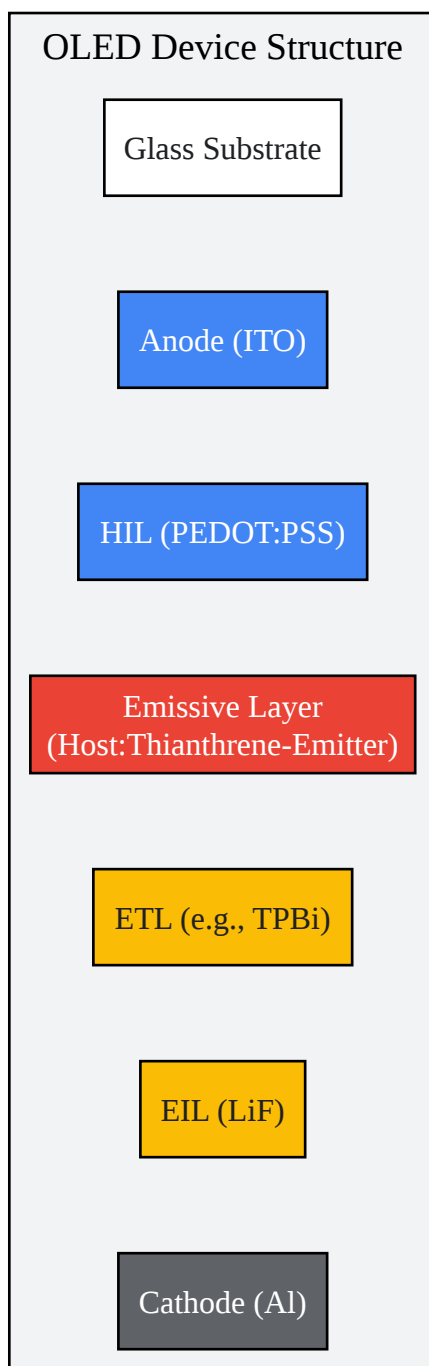 OLED Device Structure
Glass Substrate
Anode (ITO)
HIL (PEDOT:PSS)
Emissive Layer
(Host:Thianthrene-Emitter)
ETL (e.g., TPBi)
EIL (LiF)
Cathode (Al)